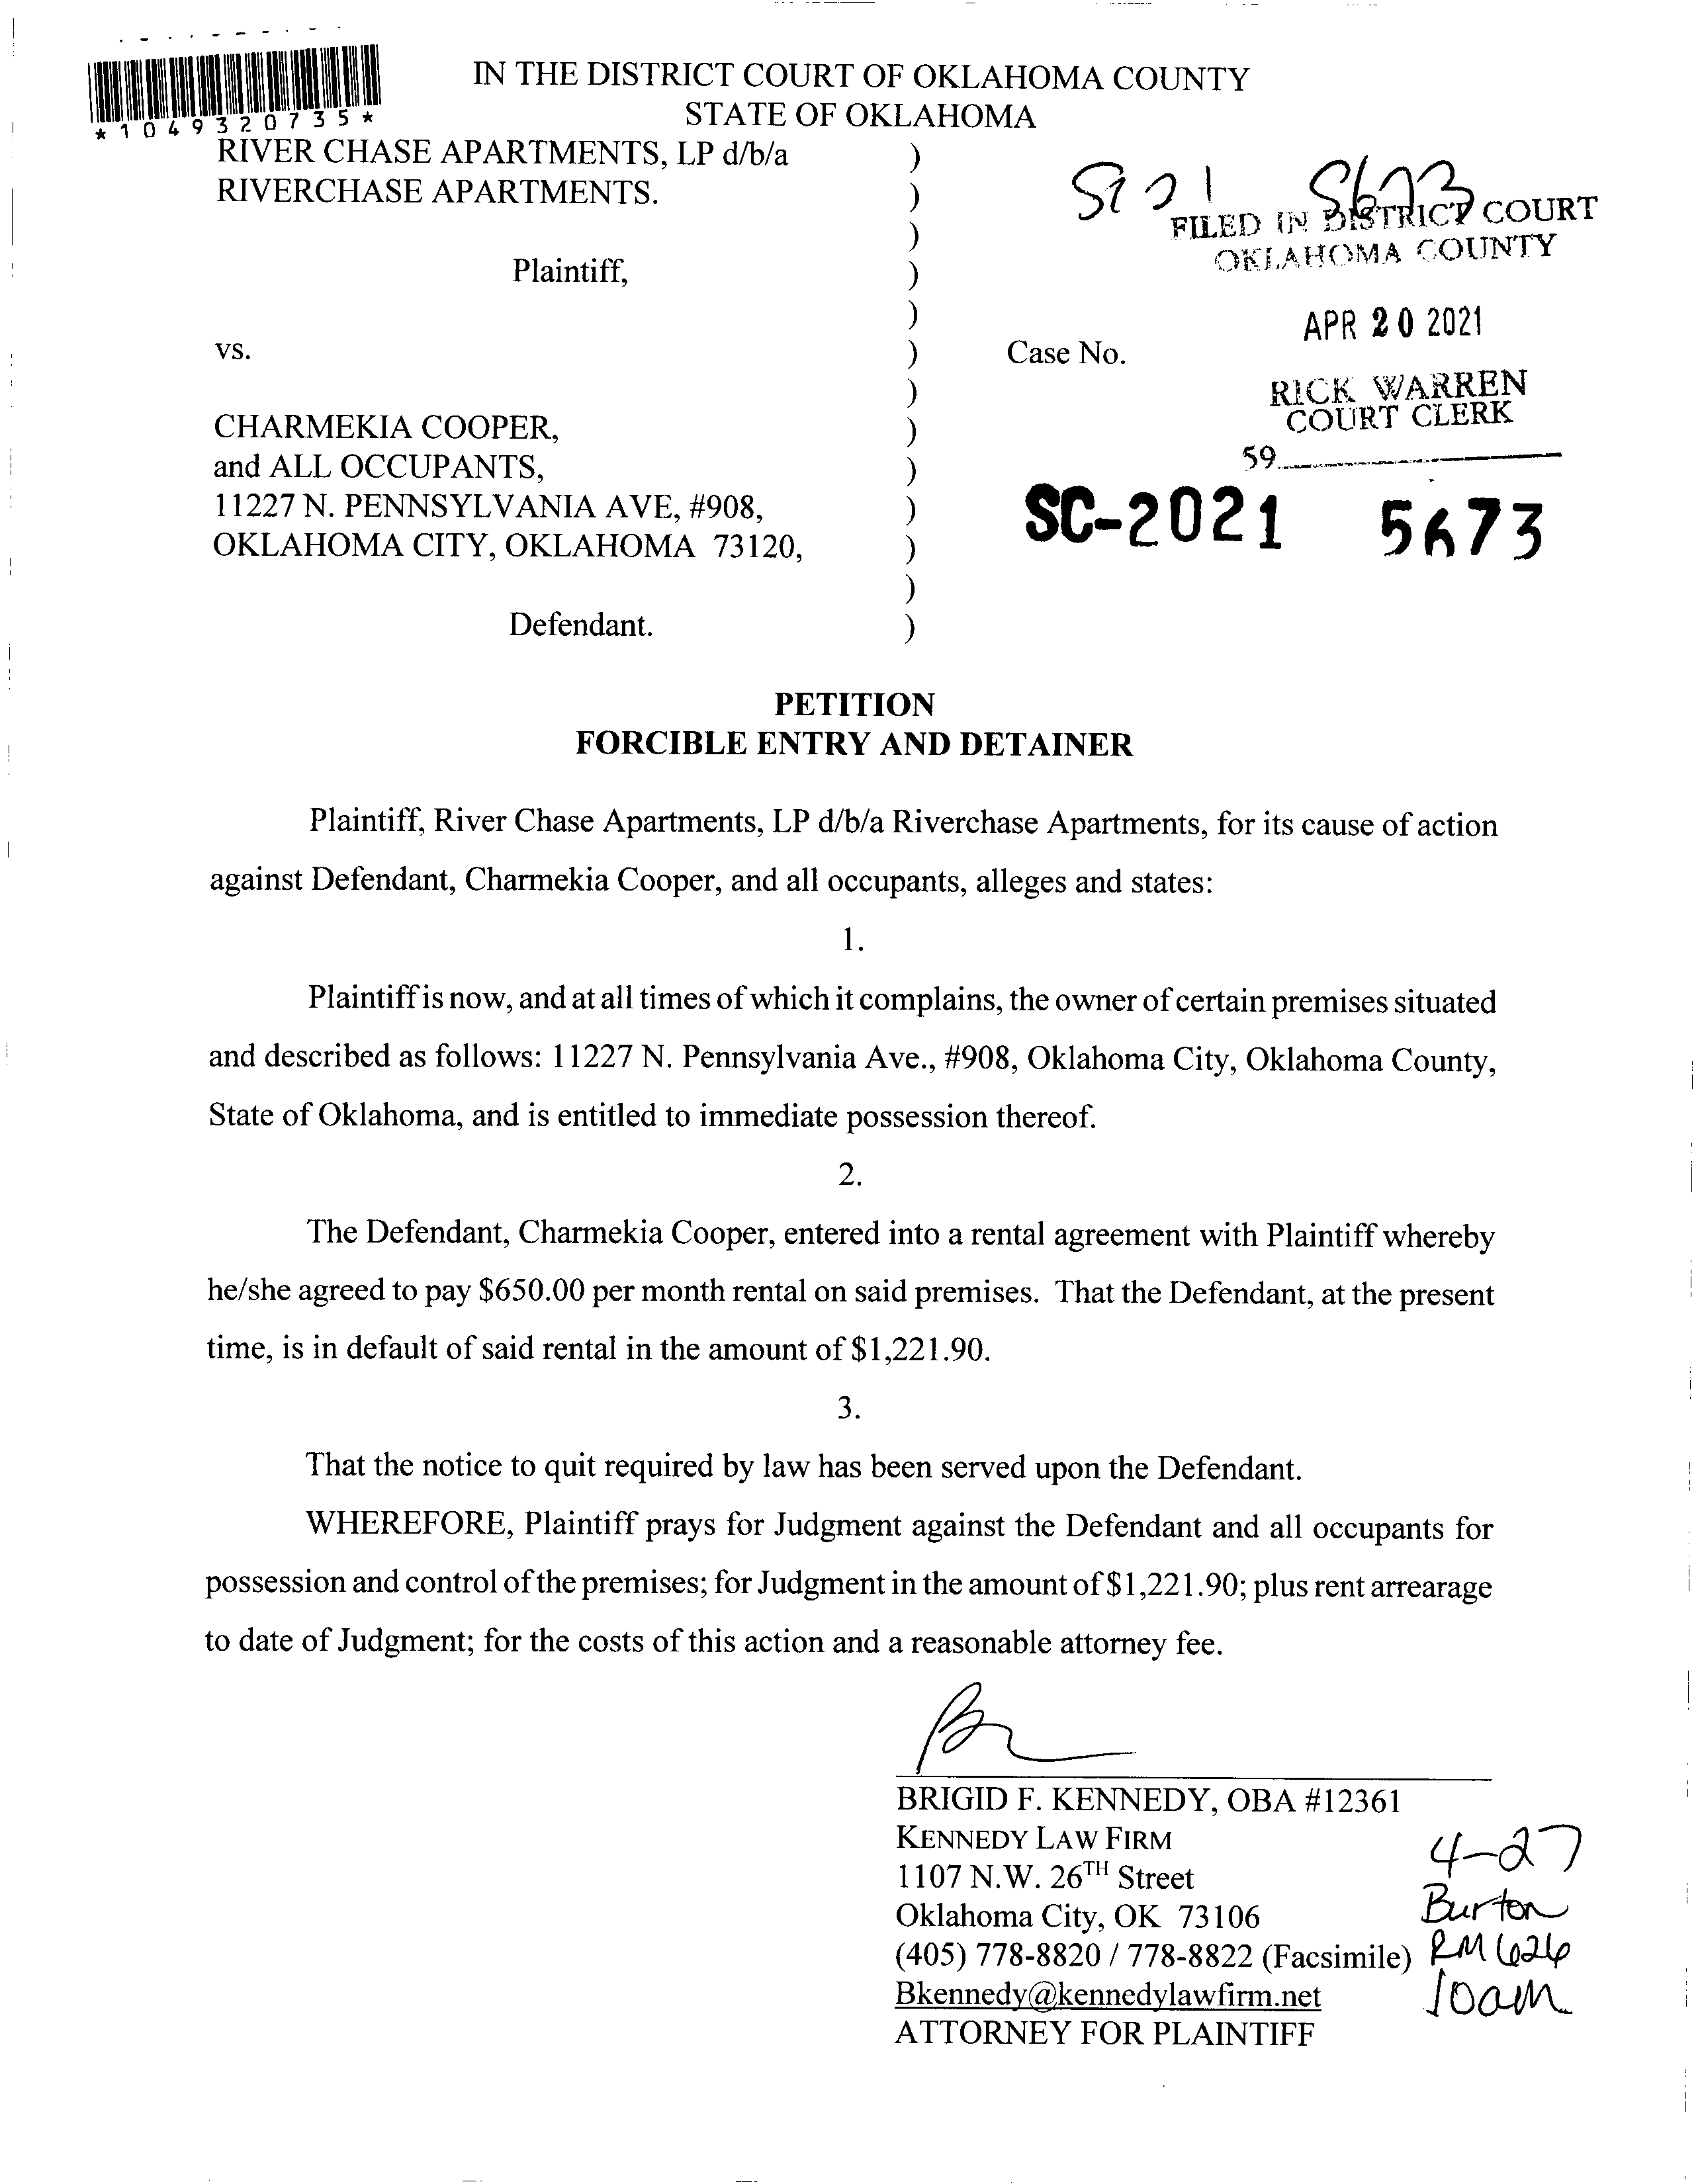 IN THE DISTRICT COURT OF OKLAHOMA COUNTY
STATE OF OKLAHOMA
*1049320735*
RIVER CHASE APARTMENTS, LP d/b/a )
RIVERCHASE APARTMENTS. )
)
Plaintiff, )
)
vs. ) Case No.
)
CHARMEKIA COOPER, )
and ALL OCCUPANTS, )
11227 N. PENNSYLVANIA AVE, #908, )
OKLAHOMA CITY, OKLAHOMA 73120, )
)
Defendant. )
5673
FILED IN DISTRICT COURT
OKLAHOMA COUNTY
APR 20 2021
RICK WARREN
COURT CLERK
59
SC-2021 5673
PETITION
FORCIBLE ENTRY AND DETAINER
Plaintiff, River Chase Apartments, LP d/b/a Riverchase Apartments, for its cause of action
against Defendant, Charmekia Cooper, and all occupants, alleges and states:
1.
Plaintiff is now, and at all times of which it complains, the owner of certain premises situated
and described as follows: 11227 N. Pennsylvania Ave., #908, Oklahoma City, Oklahoma County,
State of Oklahoma, and is entitled to immediate possession thereof.
2.
The Defendant, Charmekia Cooper, entered into a rental agreement with Plaintiff whereby
he/she agreed to pay $650.00 per month rental on said premises. That the Defendant, at the present
time, is in default of said rental in the amount of $1,221.90.
3.
That the notice to quit required by law has been served upon the Defendant.
WHEREFORE, Plaintiff prays for Judgment against the Defendant and all occupants for
possession and control of the premises; for Judgment in the amount of $1,221.90; plus rent arrearage
to date of Judgment; for the costs of this action and a reasonable attorney fee.
BRIGID F. KENNEDY, OBA #12361
KENNEDY LAW FIRM
1107 N.W. 26TH Street
Oklahoma City, OK 73106
(405) 778-8820 / 778-8822 (Facsimile)
Bkennedy@kennedylawfirm.net
ATTORNEY FOR PLAINTIFF
4-27
Burton
RM 626
10am